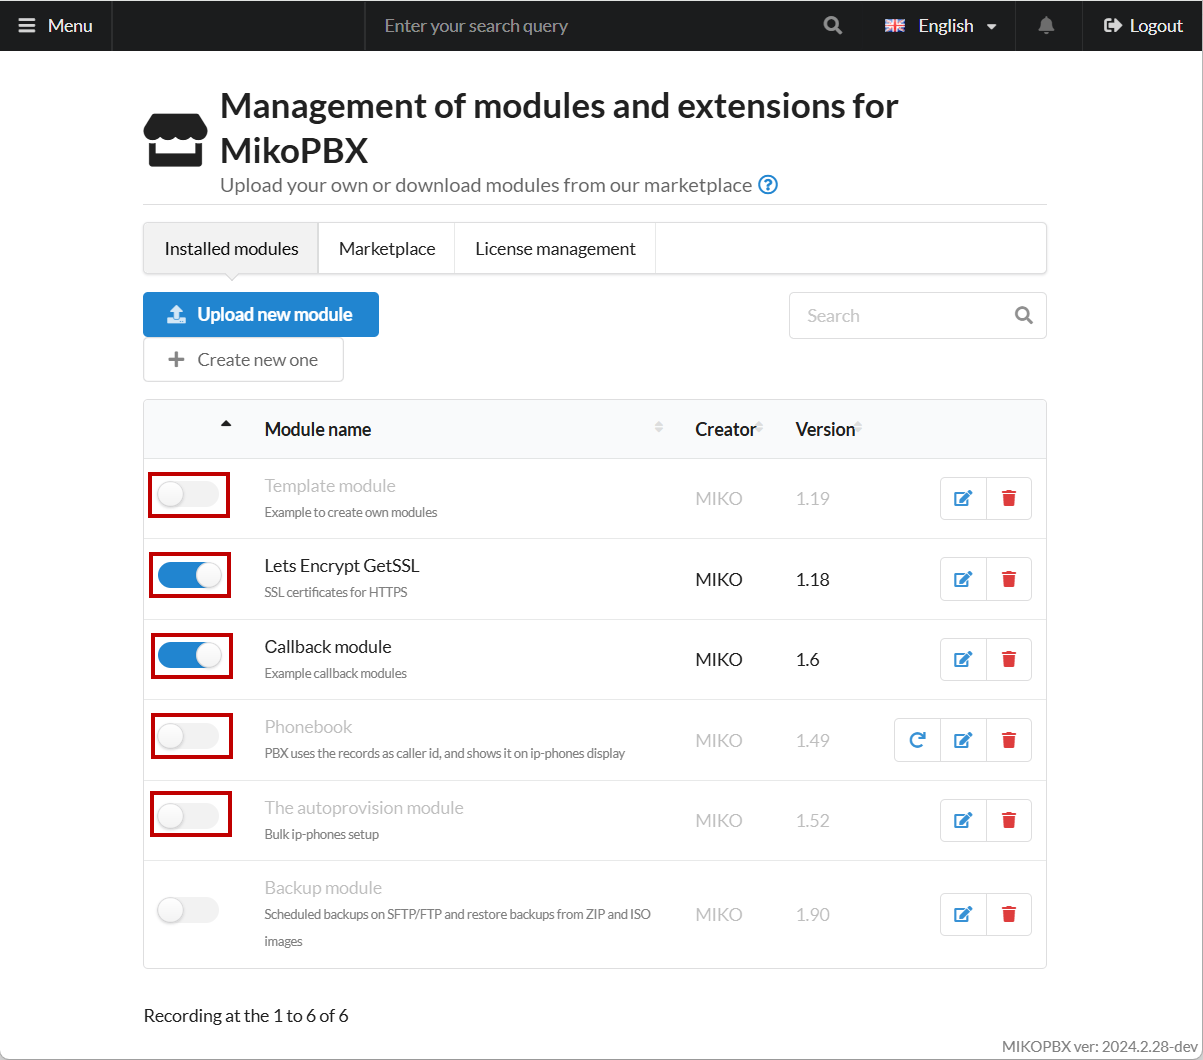 Menu
Enter your search query
English
Logout
Management of modules and extensions for
MikoPBX
Upload your own or download modules from our marketplace
Installed modules
Marketplace
License management
Upload new module
Search
Create new one
Module name
Creator
Version
Template module
Example to create own modules
MIKO
1.19
Lets Encrypt GetSSL
SSL certificates for HTTPS
MIKO
1.18
Callback module
Example callback modules
MIKO
1.6
Phonebook
PBX uses the records as caller id, and shows it on ip-phones display
MIKO
1.49
The autoprovision module
Bulk ip-phones setup
MIKO
1.52
Backup module
Scheduled backups on SFTP/FTP and restore backups from ZIP and ISO
images
MIKO
1.90
Recording at the 1 to 6 of 6
MIKOPBX ver: 2024.2.28-dev